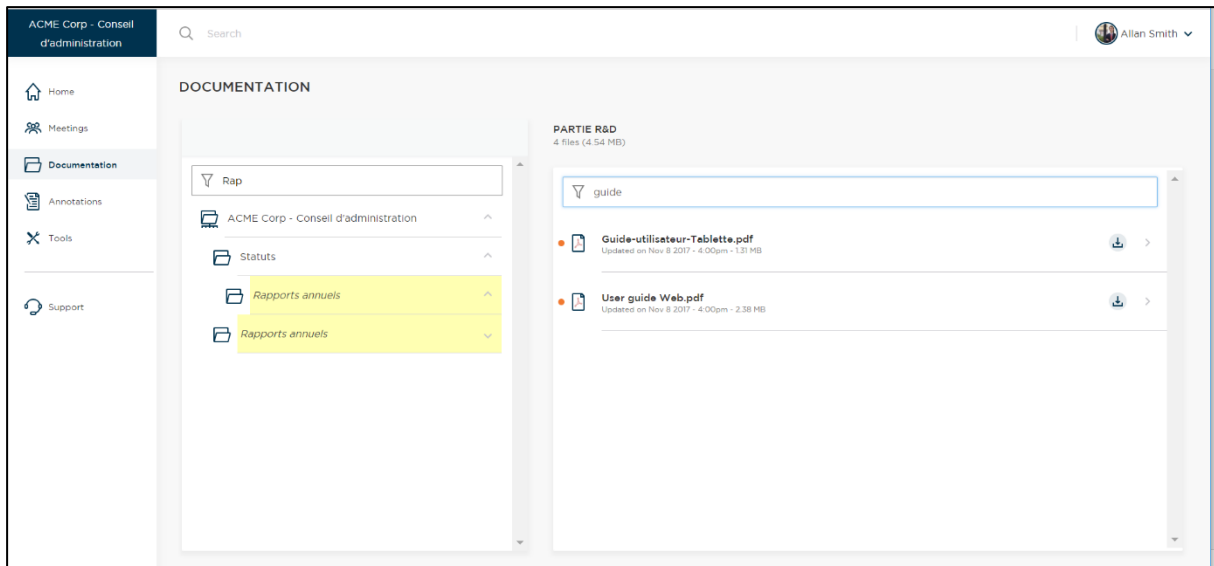 ACME Corp - Conseil
d'administration
Search
Allan Smith
Home
Meetings
Documentation
Annotations
Tools
Support
DOCUMENTATION
Rap
ACME Corp - Conseil d'administration
Statuts
Rapports annuels
Rapports annuels
PARTIE R&D
4 files (4.54 MB)
guide
Guide-utilisateur-Tablette.pdf
Updated on Nov 8 2017 - 4:00pm - 1.31 MB
User guide Web.pdf
Updated on Nov 8 2017 - 4:00pm - 2.38 MB